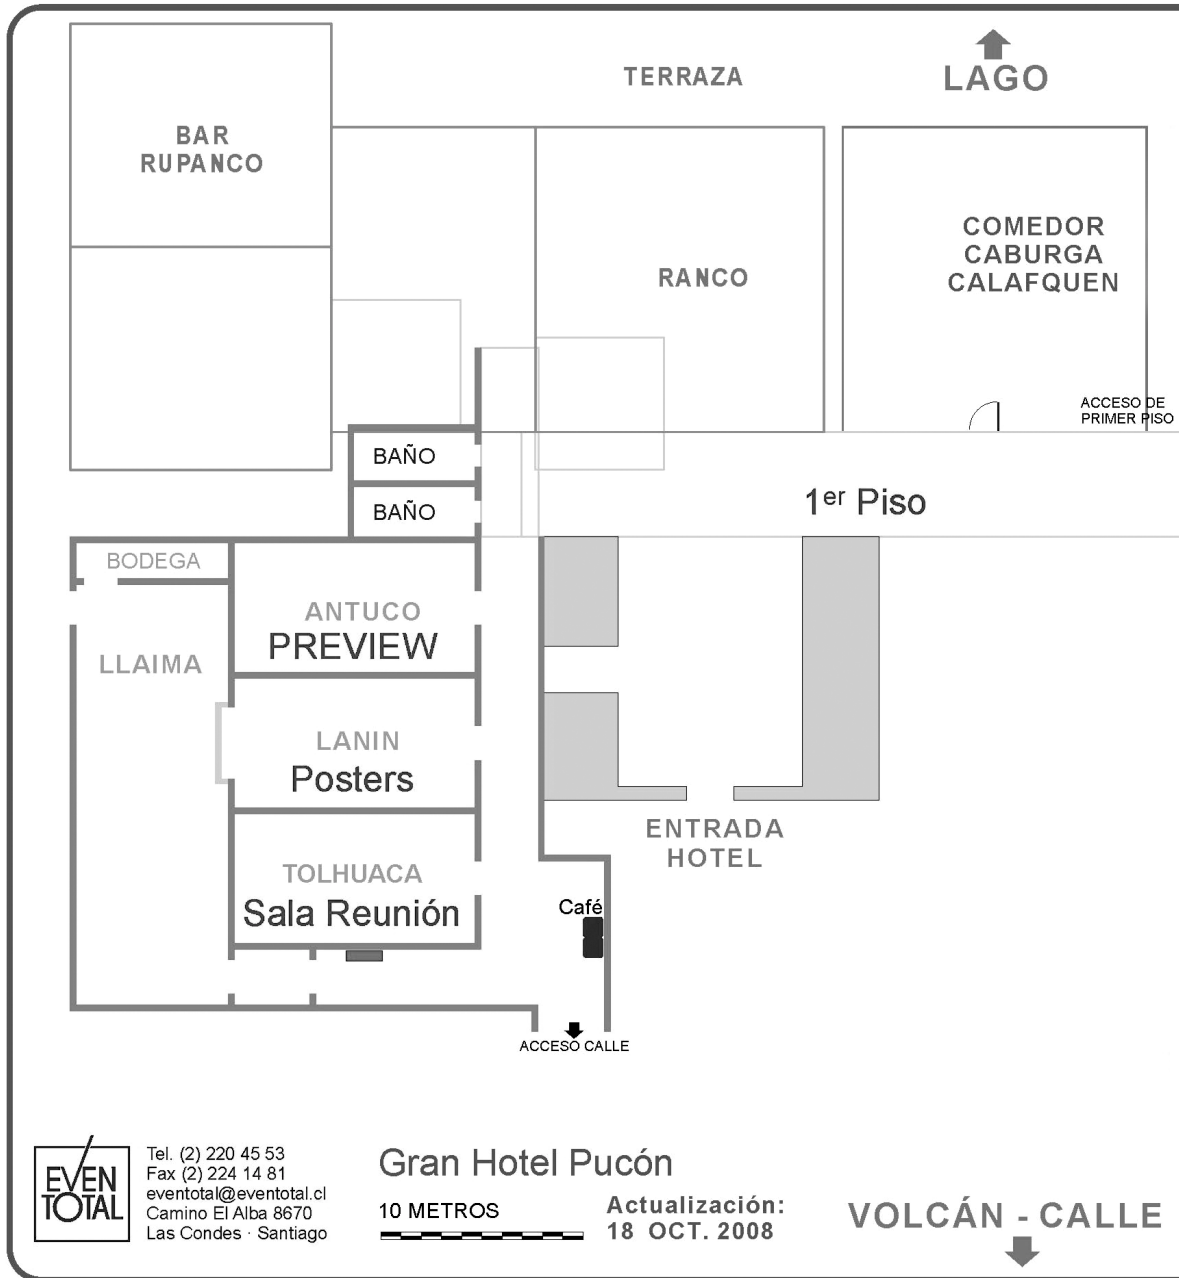 LAGO
TERRAZA
BAR
RUPANCO
RANCO
COMEDOR
CABURGA
CALAFQUEN
ACCESO DE
PRIMER PISO
BAÑO
BAÑO
1er Piso
BODEGA
ANTUCO
PREVIEW
LLAIMA
LANIN
Posters
ENTRADA
HOTEL
TOLHUACA
Sala Reunión
Café
ACCESO CALLE
EVEN
TOTAL
Tel. (2) 220 45 53
Fax (2) 224 14 81
eventotal@eventotal.cl
Camino El Alba 8670
Las Condes · Santiago
Gran Hotel Pucón
10 METROS
Actualización:
18 OCT. 2008
VOLCÁN - CALLE